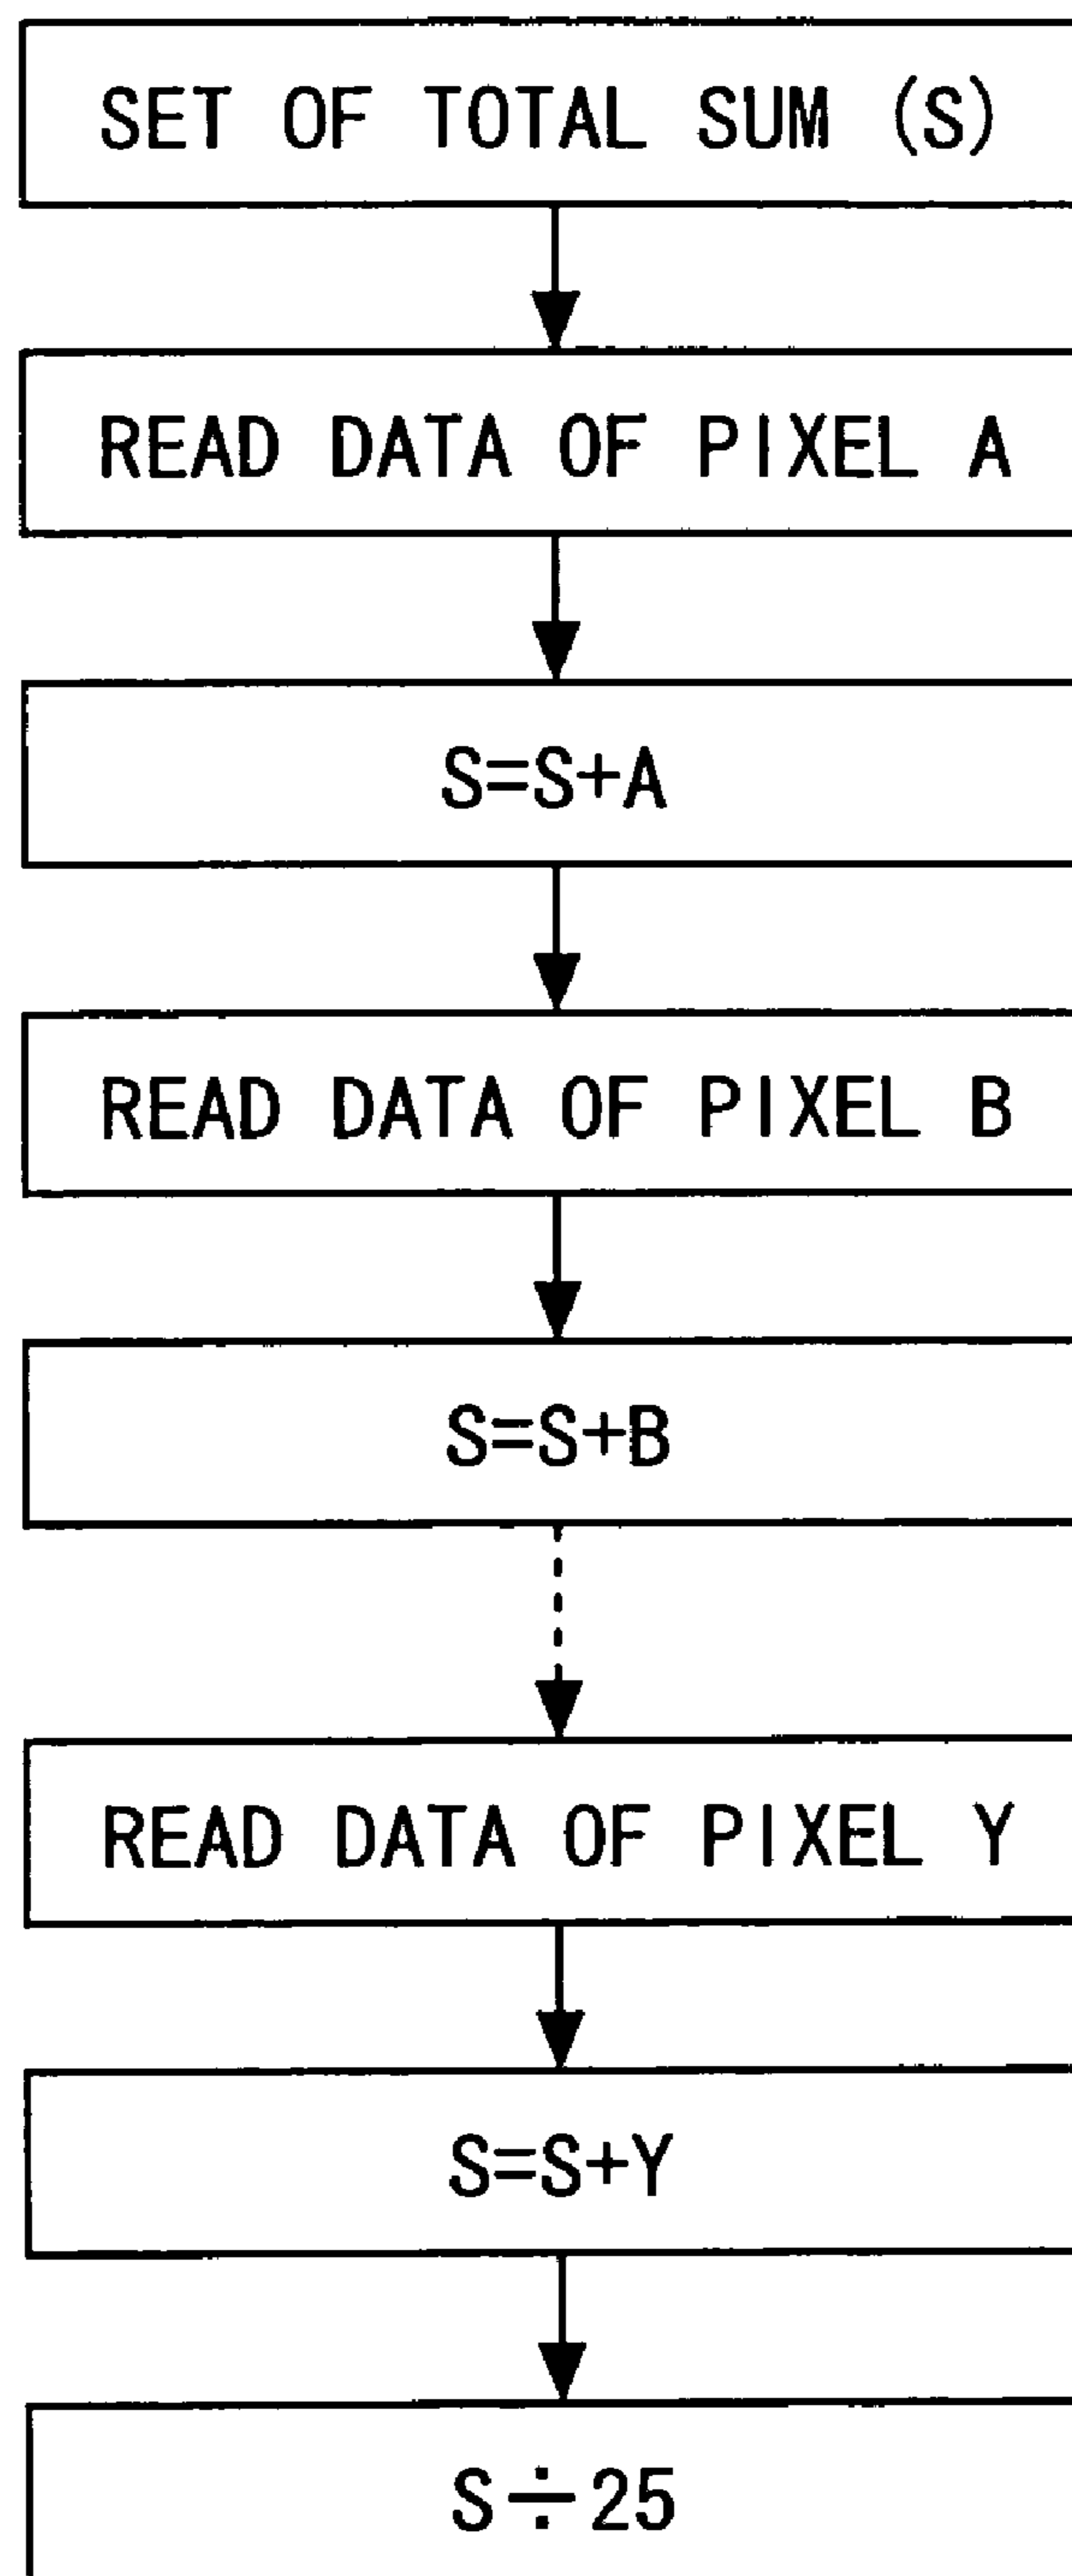 SET OF TOTAL SUM (S)
READ DATA OF PIXEL A
S=S+A
READ DATA OF PIXEL B
S=S+B
READ DATA OF PIXEL Y
S=S+Y
S÷25